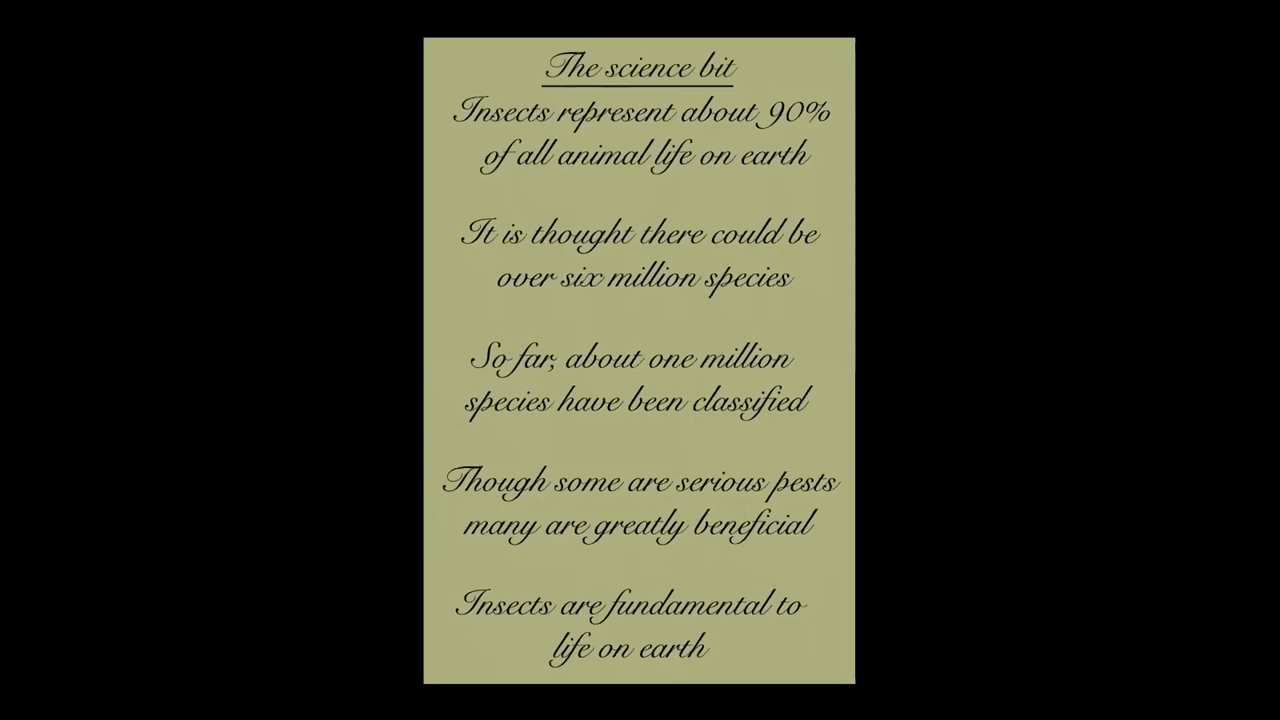 The science bit
Insects represent about 90%
of all animal life on earth
It is thought there could be
over six million species
So far, about one million
species have been classified
Though some are serious pests
many are greatly beneficial
Insects are fundamental to
life on earth